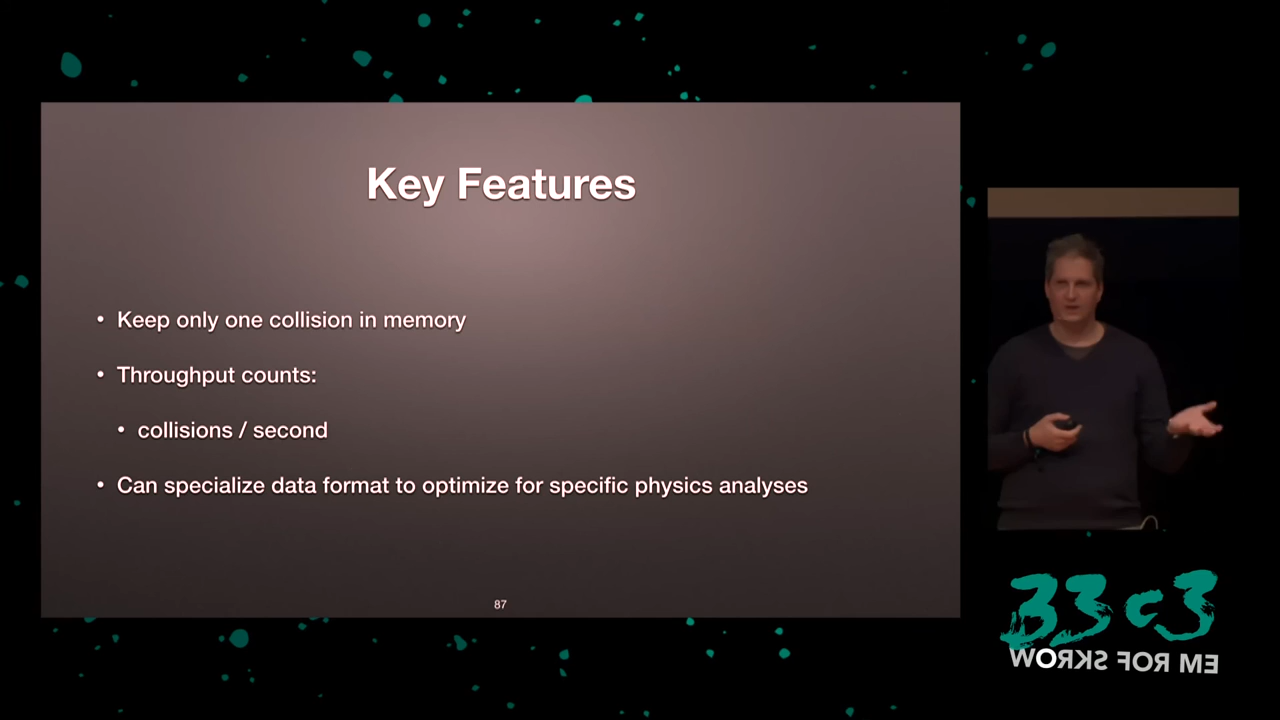 Key Features
• Keep only one collision in memory
• Throughput counts:
• collisions / second
• Can specialize data format to optimize for specific physics analyses
87
33c3
WORKS FOR ME